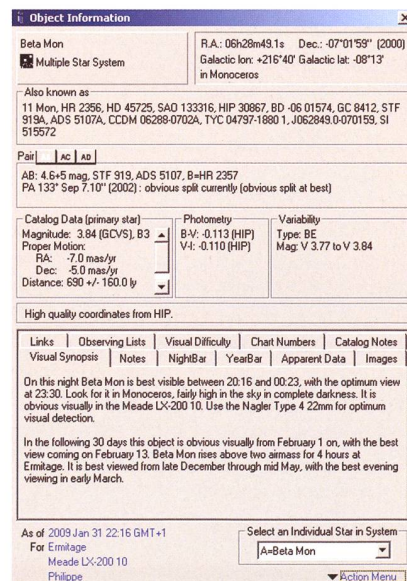 Object Information
Beta Mon
Multiple Star System
R.A.: 06h28m49.1s Dec.: -07°01'59" (2000)
Galactic lon: +216°40' Galactic lat: -08°13'
in Monoceros
Also known as
11 Mon, HR 2356, HD 45725, SAO 133316, HIP 30867, BD -06 01574, GC 8412, STF
919A, ADS 5107A, CCDM 06288-0702A, TYC 04797-1880 1, J062849.0-070159, SI
515572
Pair AC AD
AB: 4.6+5 mag, STF 919, ADS 5107, B=HR 2357
PA 133° Sep 7.10" (2002) : obvious split currently (obvious split at best)
Catalog Data (primary star)
Magnitude: 3.84 (GCVS), B3
Proper Motion:
RA: -7.0 mas/yr
Dec: -5.0 mas/yr
Distance: 690 +/- 160.0 ly
Photometry
B-V: -0.113 (HIP)
V-I: -0.110 (HIP)
Variability
Type: BE
Mag: V 3.77 to V 3.84
High quality coordinates from HIP.
Links Observing Lists Visual Difficulty Chart Numbers Catalog Notes
Visual Synopsis Notes NightBar YearBar Apparent Data Images
On this night Beta Mon is best visible between 20:16 and 00:23, with the optimum view
at 23:30. Look for it in Monoceros, fairly high in the sky in complete darkness. It is
obvious visually in the Meade LX-200 10. Use the Nagler Type 4 22mm for optimum
visual detection.
In the following 30 days this object is obvious visually from February 1 on, with the best
view coming on February 13. Beta Mon rises above two airmass for 4 hours at
Ermitage. It is best viewed from late December through mid May, with the best evening
viewing in early March.
As of 2009 Jan 31 22:16 GMT+1
For Ermitage
Meade LX-200 10
Philippe
Select an Individual Star in System
A=Beta Mon
Action Menu